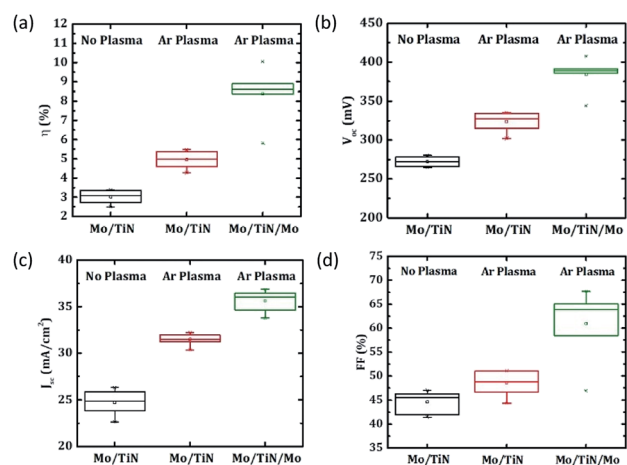 (a)
12
11
10
9
8
7
6
5
4
3
2
η (%)
No Plasma Ar Plasma Ar Plasma
Mo/TiN Mo/TiN Mo/TiN/Mo
(b)
450
400
350
300
250
200
Voc (mV)
No Plasma Ar Plasma Ar Plasma
Mo/TiN Mo/TiN Mo/TiN/Mo
(c)
40
35
30
25
20
Jsc (mA/cm²)
No Plasma Ar Plasma Ar Plasma
Mo/TiN Mo/TiN Mo/TiN/Mo
(d)
75
70
65
60
55
50
45
40
35
FF (%)
No Plasma Ar Plasma Ar Plasma
Mo/TiN Mo/TiN Mo/TiN/Mo